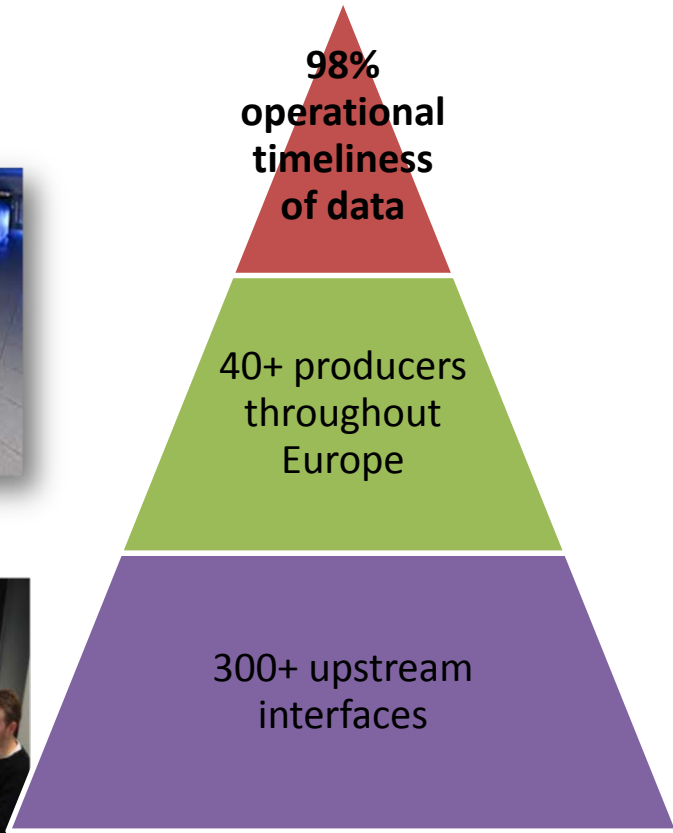 98%
operational
timeliness
of data
40+ producers
throughout
Europe
300+ upstream
interfaces